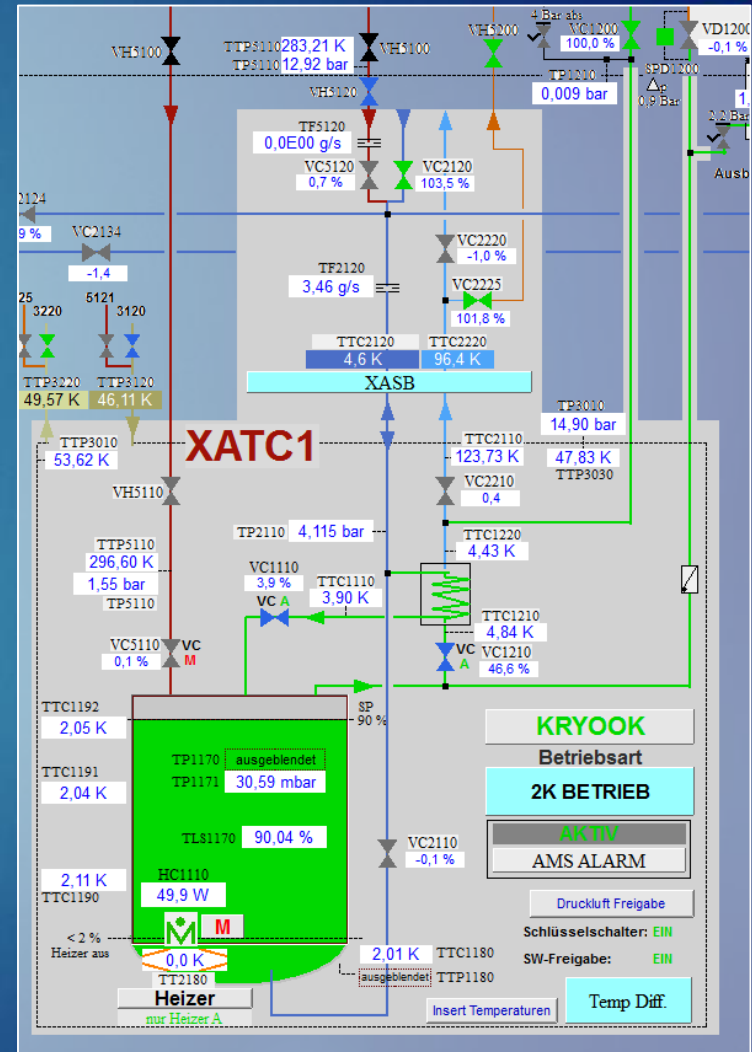 4 Bar abs
VH5200
VC1200
100,0 %
VD1200
-0,1 %
VH5100
TTP5110
283,21 K
VH5100
TP5110
12,92 bar
SPD1200
TP1210
Δp
0,009 bar
0,9 Bar
VH5120
2,2 Bar
TF5120
0,0E00 g/s
Ausb
VC5120
0,7 %
VC2120
103,5 %
2124
9 %
VC2134
-1,4
VC2220
-1,0 %
TF2120
3,46 g/s
VC2225
101,8 %
25
3220
5121
3120
TTC2120
4,6 K
TTC2220
96,4 K
XASB
TTP3220
49,57 K
TTP3120
46,11 K
TP3010
14,90 bar
47,83 K
TTP3030
XATC1
TTP3010
53,62 K
TTC2110
123,73 K
VH5110
VC2210
0,4
TP2110
4,115 bar
TTC1220
4,43 K
TTP5110
296,60 K
1,55 bar
TP5110
VC1110
3,9 %
VC A
TTC1110
3,90 K
TTC1210
4,84 K
VC5110
0,1 %
VC
M
VC
A
VC1210
46,6 %
TTC1192
2,05 K
SP
90 %
KRYOOK
Betriebsart
2K BETRIEB
TP1170
ausgeblendet
TP1171
30,59 mbar
TTC1191
2,04 K
TLS1170
90,04 %
AKTIV
AMS ALARM
VC2110
-0,1 %
2,11 K
TTC1190
HC1110
49,9 W
M
Druckluft Freigabe
Schlüsselschalter: EIN
< 2 %
Heizer aus
SW-Freigabe: EIN
0,0 K
TT2180
2,01 K
TTC1180
ausgeblendet
TTP1180
Heizer
nur Heizer A
Insert Temperaturen
Temp Diff.